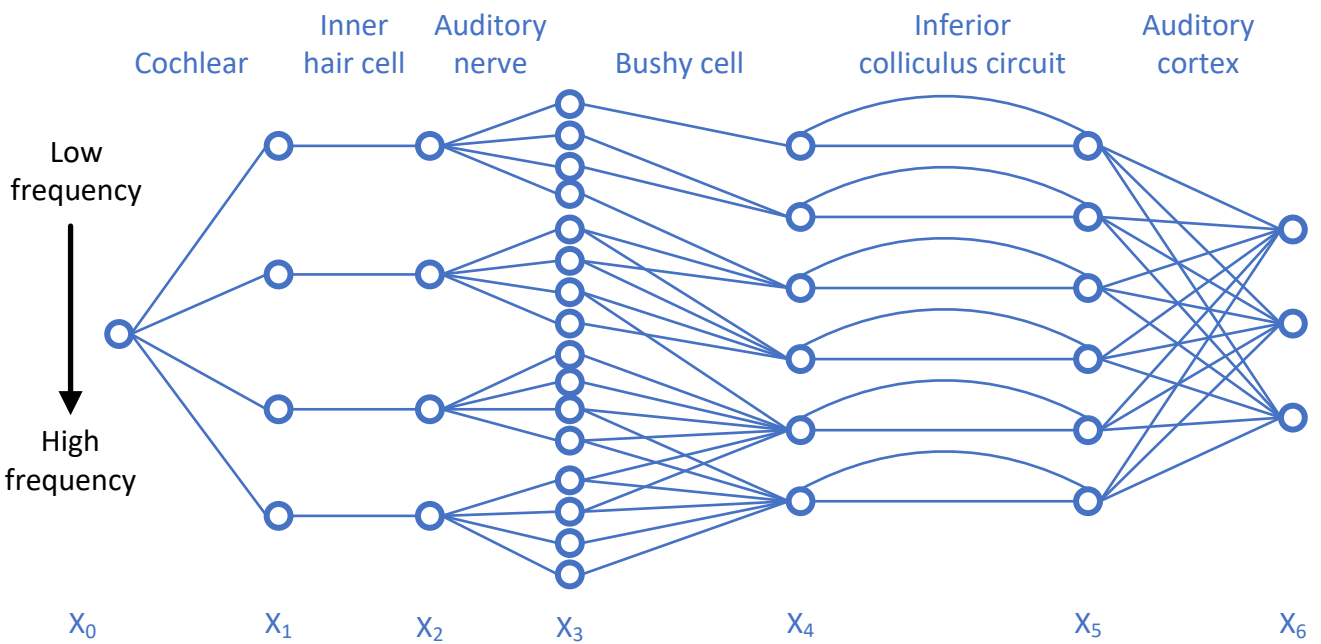 Cochlear
Inner
hair cell
Auditory
nerve
Bushy cell
Inferior
colliculus circuit
Auditory
cortex
Low
frequency
High
frequency
X₀
X₁
X₂
X₃
X₄
X₅
X₆